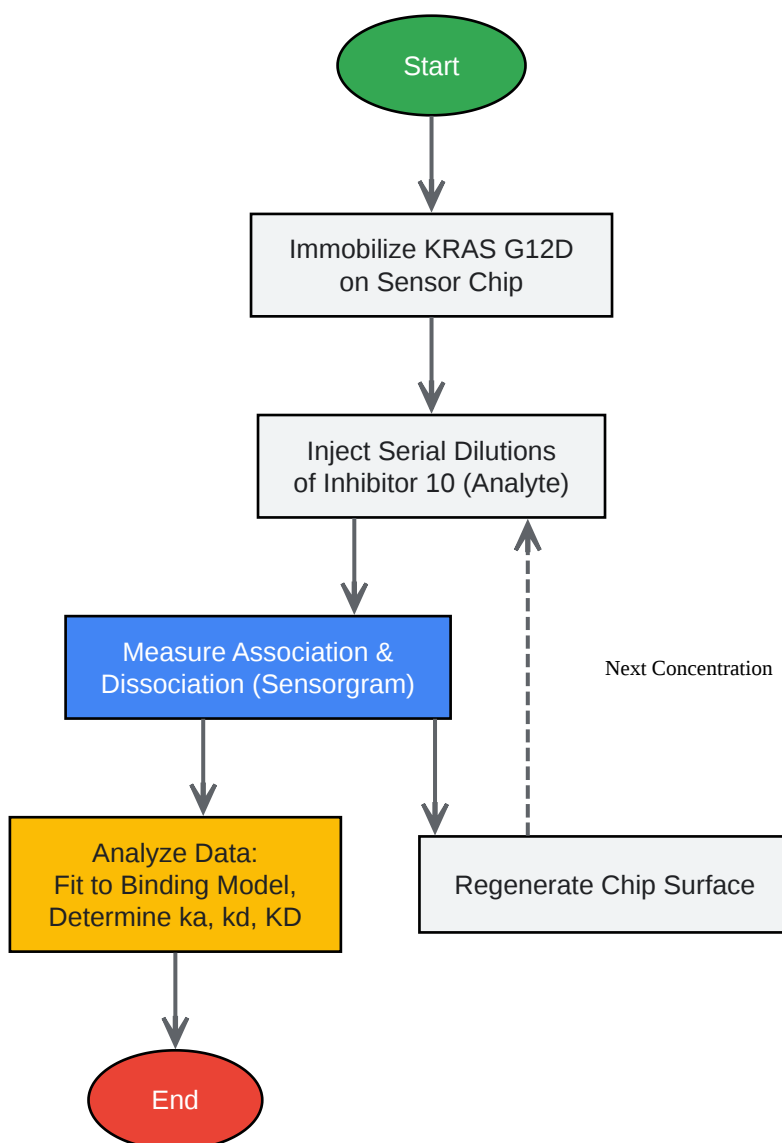 Start
Immobilize KRAS G12D
on Sensor Chip
Inject Serial Dilutions
of Inhibitor 10 (Analyte)
Measure Association &
Dissociation (Sensorgram)
Next Concentration
Analyze Data:
Fit to Binding Model,
Determine ka, kd, KD
Regenerate Chip Surface
End